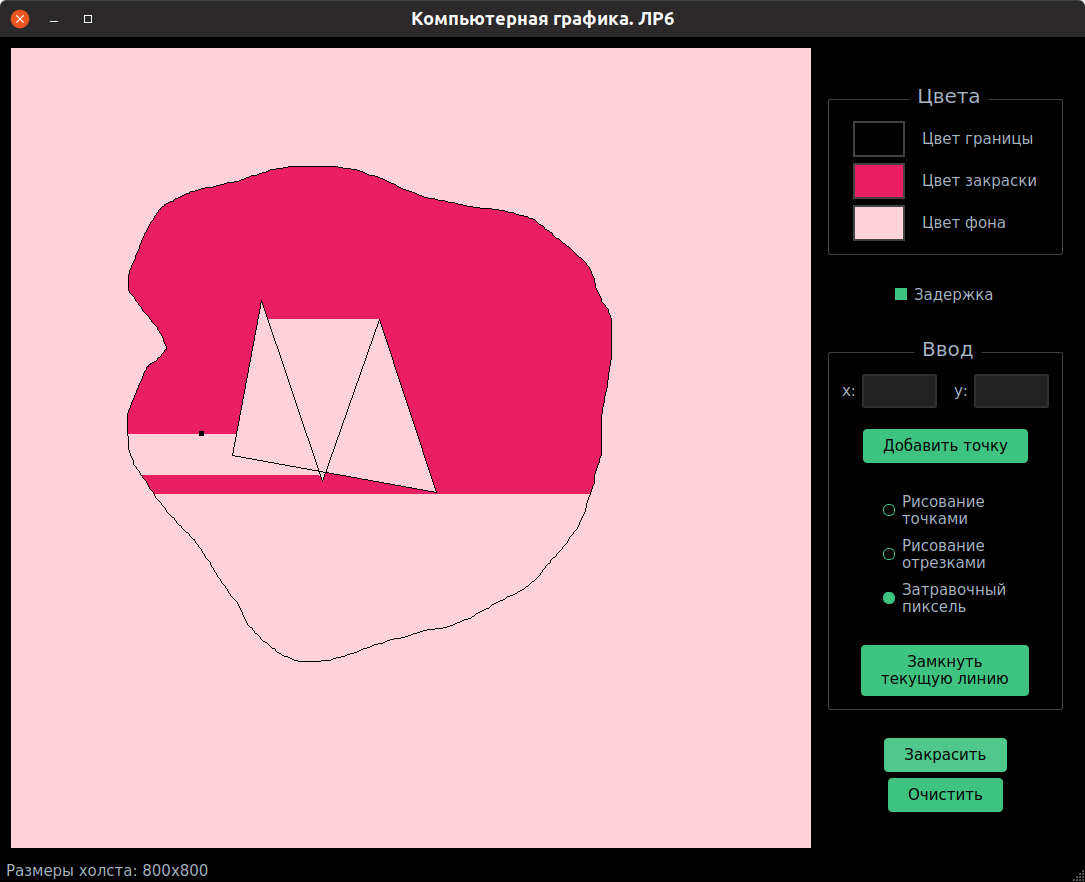 Компьютерная графика. ЛР6
Цвета
Цвет границы
Цвет закраски
Цвет фона
Задержка
Ввод
x:
y:
Добавить точку
Рисование
точками
Рисование
отрезками
Затравочный
пиксель
Замкнуть
текущую линию
Закрасить
Очистить
Размеры холста: 800x800